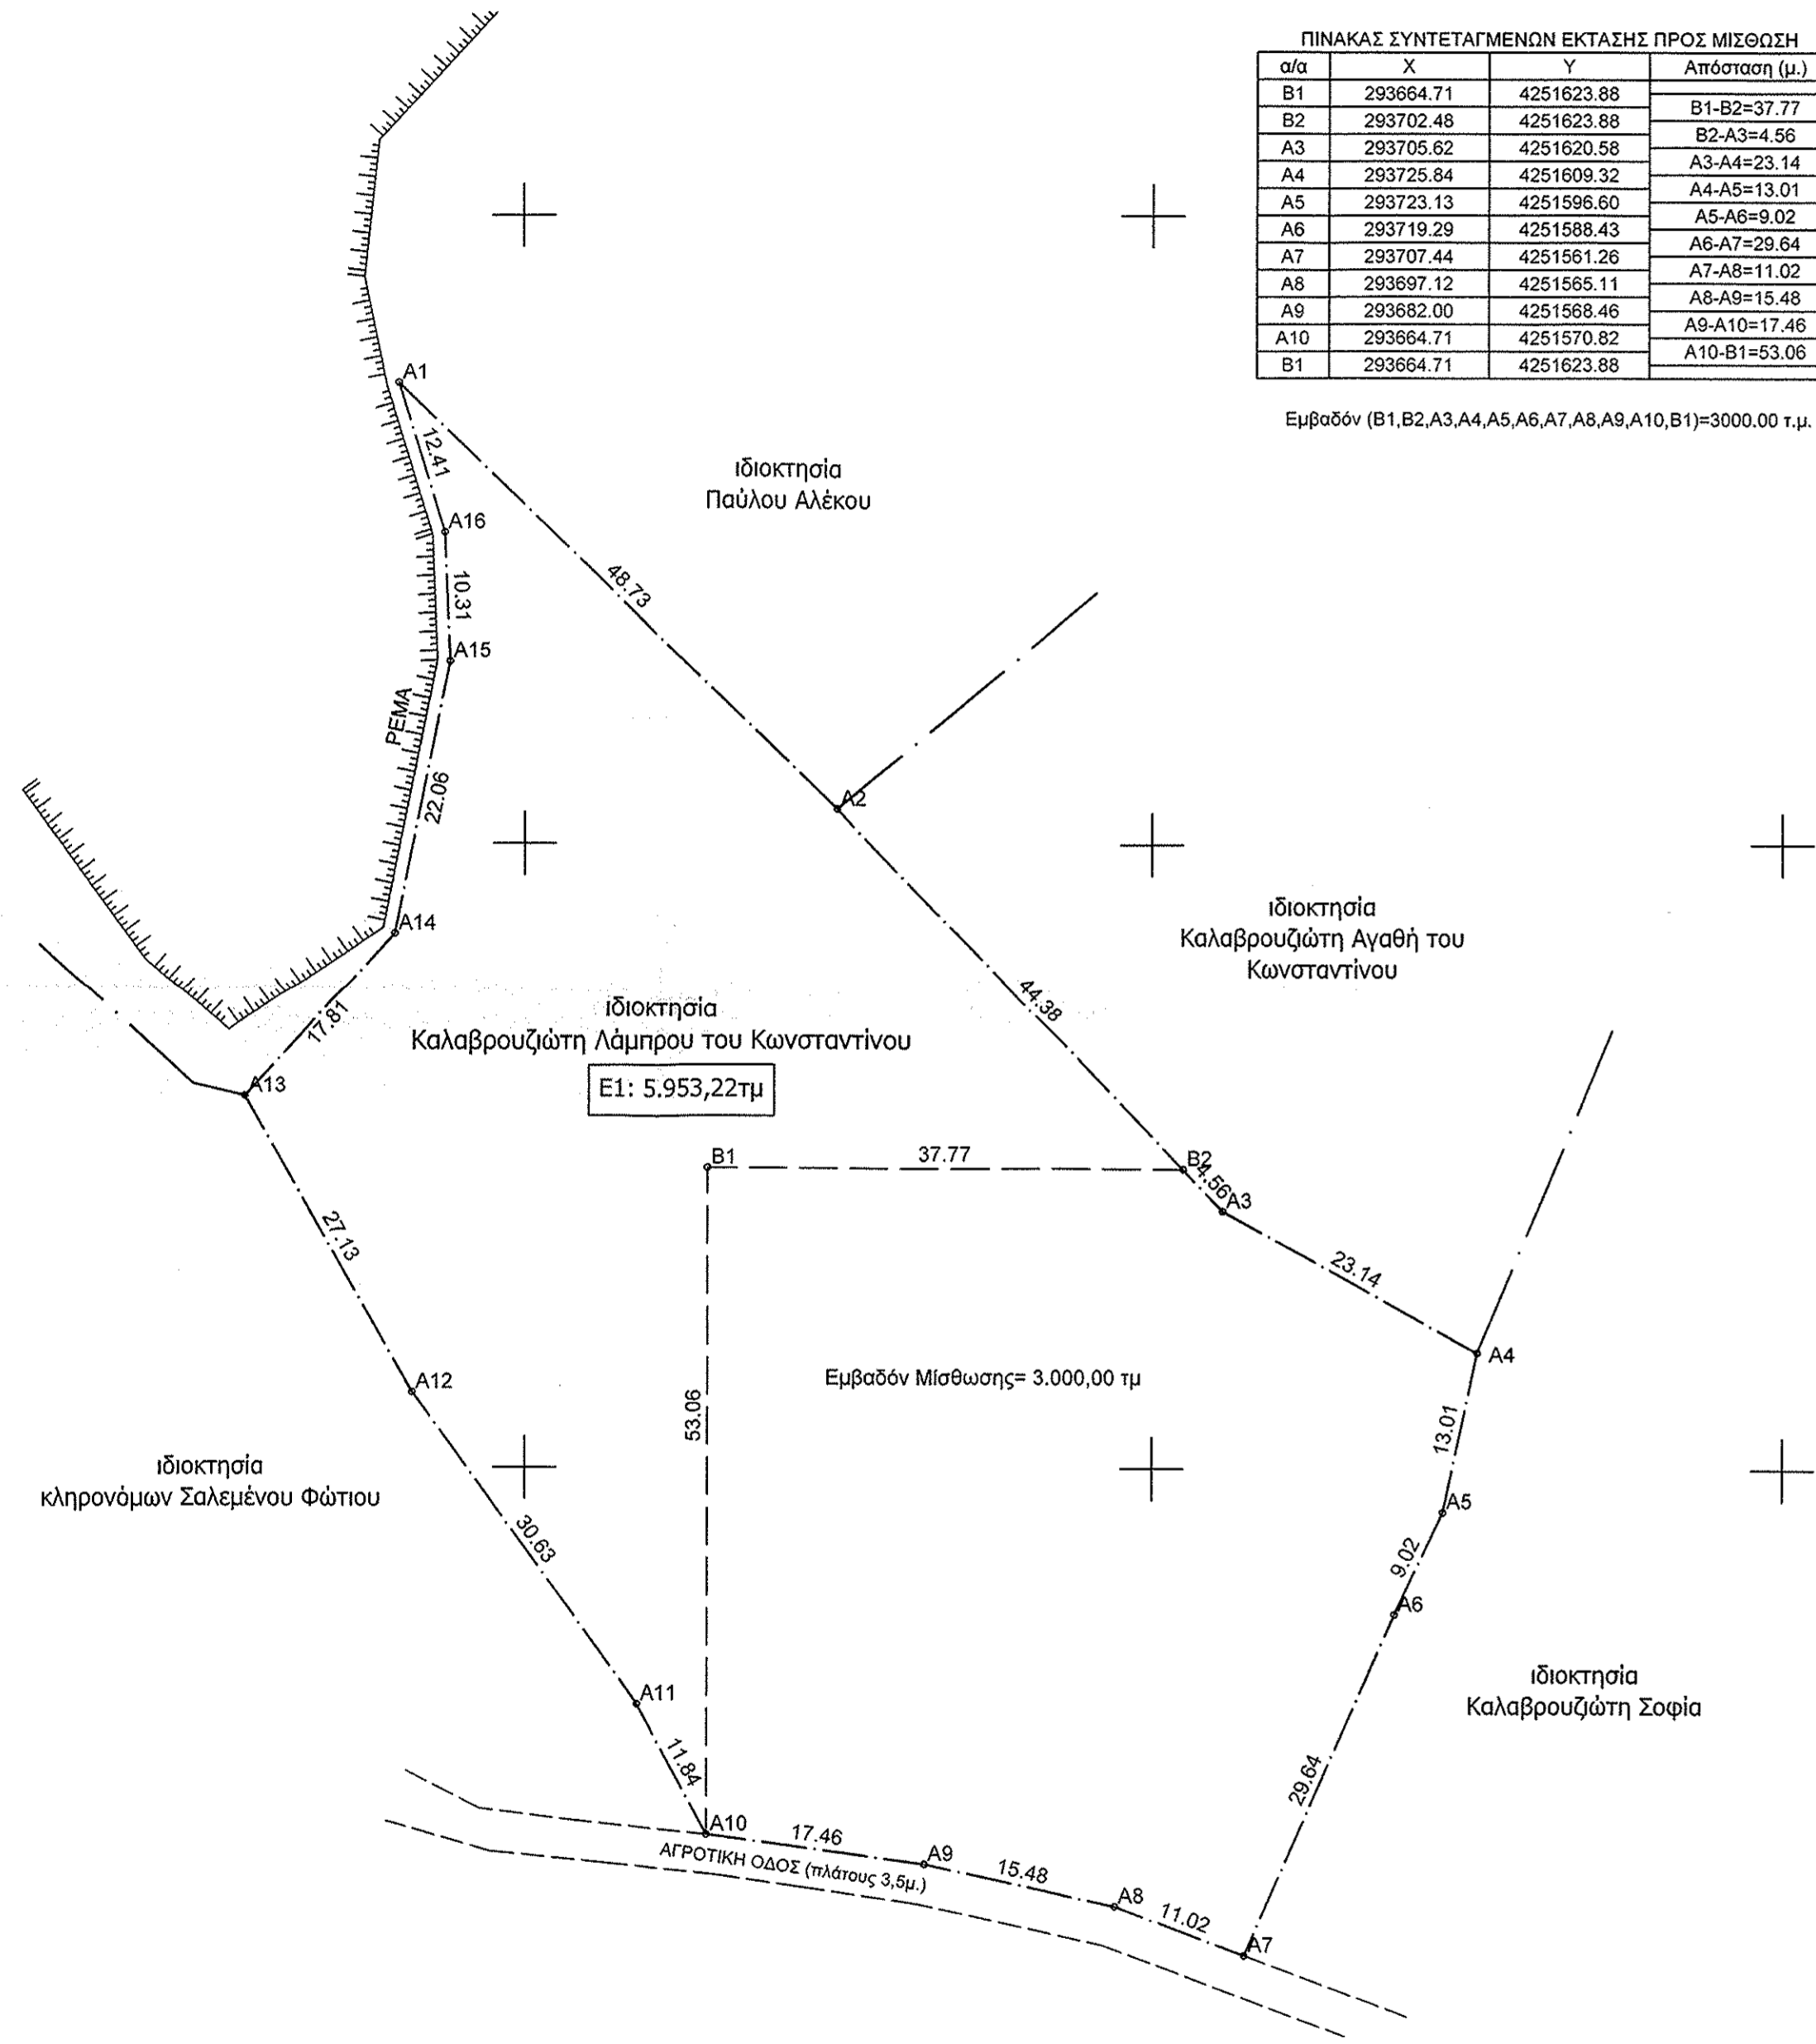 ΠΙΝΑΚΑΣ ΣΥΝΤΕΤΑΓΜΕΝΩΝ ΕΚΤΑΣΗΣ ΠΡΟΣ ΜΙΣΘΩΣΗ
α/α X Y Απόσταση (μ.)
B1 293664.71 4251623.88
B1-B2=37.77
B2 293702.48 4251623.88
B2-A3=4.56
A3 293705.62 4251620.58
A3-A4=23.14
A4 293725.84 4251609.32
A4-A5=13.01
A5 293723.13 4251596.60
A5-A6=9.02
A6 293719.29 4251588.43
A6-A7=29.64
A7 293707.44 4251561.26
A7-A8=11.02
A8 293697.12 4251565.11
A8-A9=15.48
A9 293682.00 4251568.46
A9-A10=17.46
A10 293664.71 4251570.82
A10-B1=53.06
B1 293664.71 4251623.88
Εμβαδόν (B1,B2,A3,A4,A5,A6,A7,A8,A9,A10,B1)=3000.00 τ.μ.
A1
12.41
ιδιοκτησία
Παύλου Αλέκου
A16
48.73
10.31
A15
ΡΕΜΑ
22.06
A2
A14
ιδιοκτησία
Καλαβρουζιώτη Αγαθή του
Κωνσταντίνου
44.38
17.81
ιδιοκτησία
Καλαβρουζιώτη Λάμπρου του Κωνσταντίνου
E1: 5.953,22τμ
A13
B1
37.77
B2
4.56
A3
27.13
23.14
A4
A12
Εμβαδόν Μίσθωσης= 3.000,00 τμ
53.06
13.01
ιδιοκτησία
κληρονόμων Σαλεμένου Φώτιου
A5
30.63
9.02
A6
ιδιοκτησία
Καλαβρουζιώτη Σοφία
A11
11.84
29.64
A10
17.46
A9
ΑΓΡΟΤΙΚΗ ΟΔΟΣ (πλάτους 3,5μ.)
15.48
A8
11.02
A7